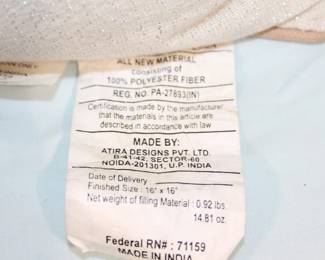 ALL NEW MATERIAL
Consisting of
100% POLYESTER FIBER
REG. NO. PA-27893(IN)
Certification is made by the manufacturer
that the materials in this article are
described in accordance with law
MADE BY:
ATIRA DESIGNS PVT. LTD.
B-41-42, SECTOR-60
NOIDA-201301, U.P. INDIA
Date of Delivery
Finished Size : 16" x 16"
Net weight of filling Material : 0.92 lbs.
14.81 oz.
Federal RN# : 71159
MADE IN INDIA